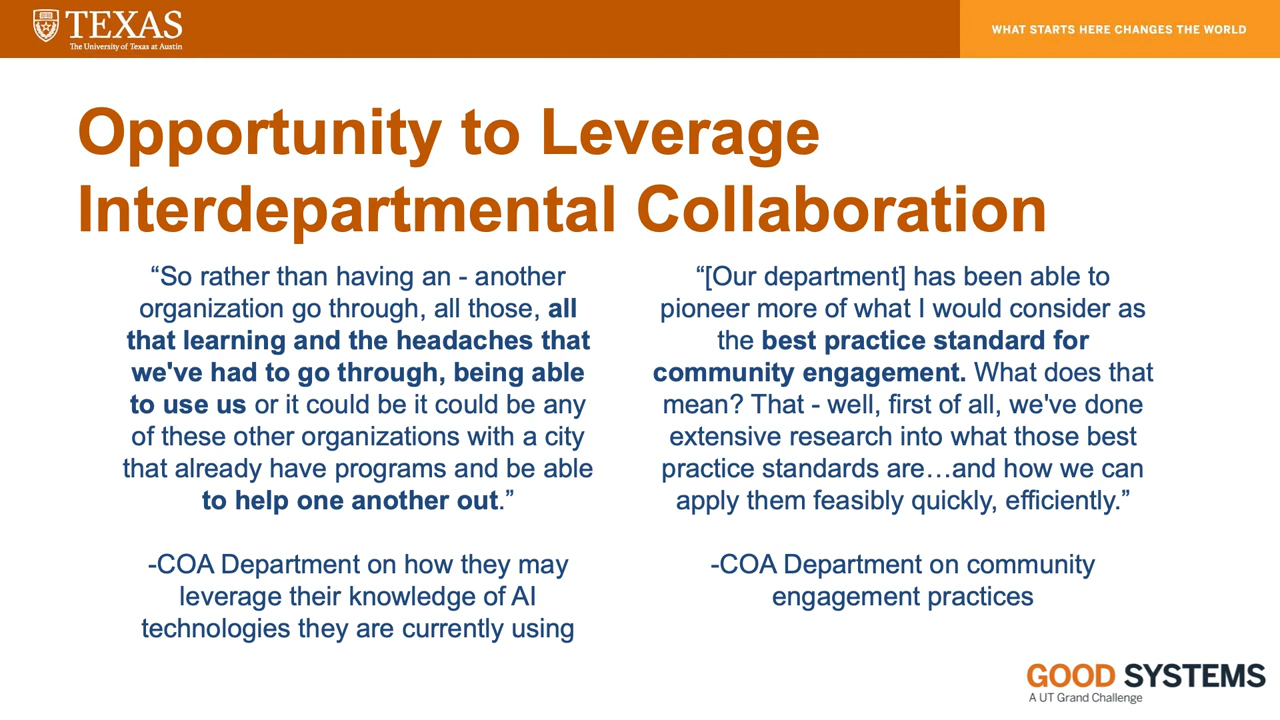 TEXAS
The University of Texas at Austin
WHAT STARTS HERE CHANGES THE WORLD
Opportunity to Leverage
Interdepartmental Collaboration
“So rather than having an - another
organization go through, all those, all
that learning and the headaches that
we've had to go through, being able
to use us or it could be it could be any
of these other organizations with a city
that already have programs and be able
to help one another out.”
-COA Department on how they may
leverage their knowledge of AI
technologies they are currently using
“[Our department] has been able to
pioneer more of what I would consider as
the best practice standard for
community engagement. What does that
mean? That - well, first of all, we've done
extensive research into what those best
practice standards are…and how we can
apply them feasibly quickly, efficiently.”
-COA Department on community
engagement practices
GOOD SYSTEMS
A UT Grand Challenge